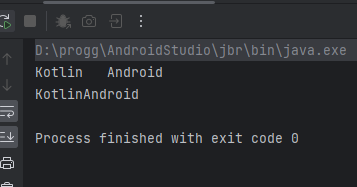 D:\progg\AndroidStudio\jbr\bin\java.exe
Kotlin   Android
KotlinAndroid
Process finished with exit code 0